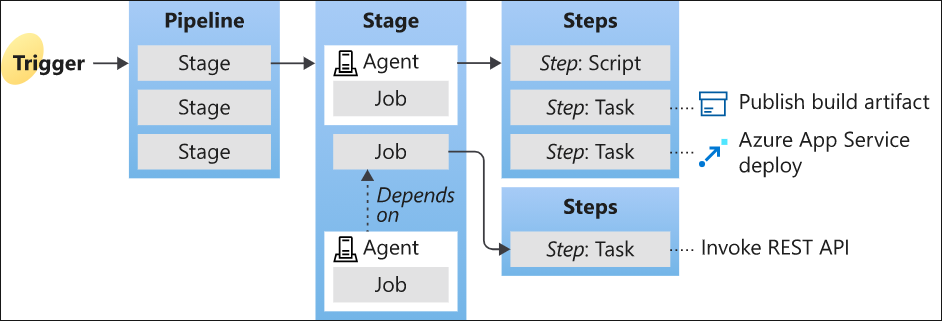 Trigger
Pipeline
Stage
Stage
Stage
Stage
Agent
Job
Job
Depends
on
Agent
Job
Steps
Step: Script
Step: Task
Step: Task
Publish build artifact
Azure App Service
deploy
Steps
Step: Task
Invoke REST API